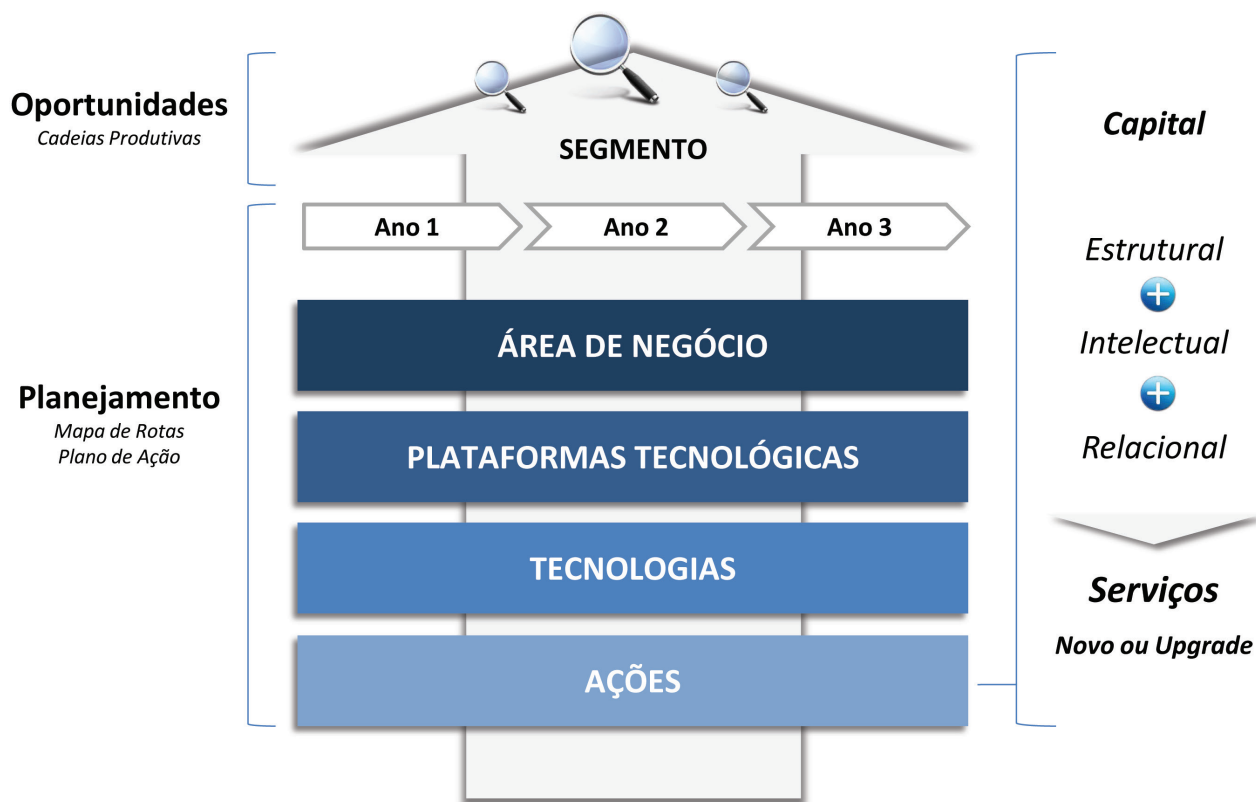 Oportunidades
Cadeias Produtivas
SEGMENTO
Ano 1
Ano 2
Ano 3
ÁREA DE NEGÓCIO
Planejamento
Mapa de Rotas
Plano de Ação
PLATAFORMAS TECNOLÓGICAS
TECNOLOGIAS
AÇÕES
Capital
Estrutural
Intelectual
Relacional
Serviços
Novo ou Upgrade